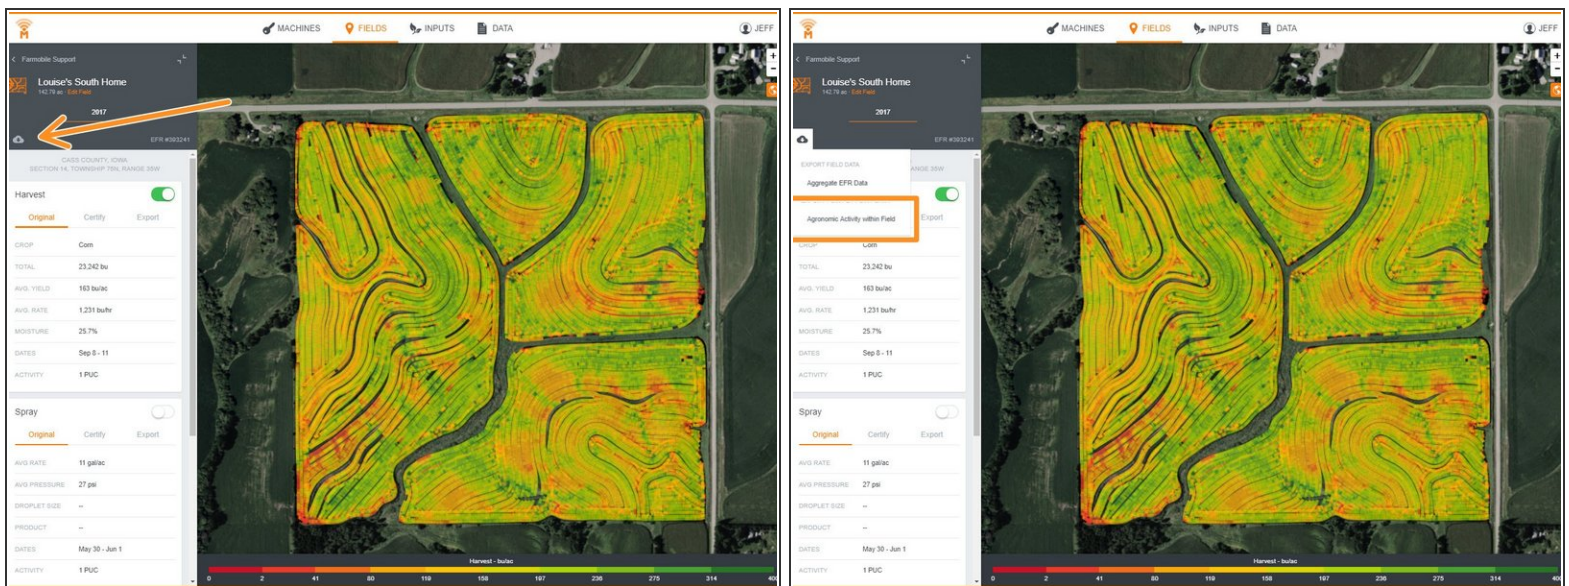 MACHINES FIELDS INPUTS DATA JEFF
< Farmobile Support
Louise's South Home
142.79 ac · Edit Field
2017
EFR #393241
CASS COUNTY, IOWA
SECTION 14, TOWNSHIP 75N, RANGE 35W
Harvest
Original Certify Export
CROP Corn
TOTAL 23,242 bu
AVG. YIELD 163 bu/ac
AVG. RATE 1,231 bu/hr
MOISTURE 25.7%
DATES Sep 8 - 11
ACTIVITY 1 PUC
Spray
Original Certify Export
AVG RATE 11 gal/ac
AVG PRESSURE 27 psi
DROPLET SIZE --
PRODUCT --
DATES May 30 - Jun 1
ACTIVITY 1 PUC
Harvest - bu/ac
0 2 41 80 119 158 197 236 275 314 400
MACHINES FIELDS INPUTS DATA JEFF
< Farmobile Support
Louise's South Home
142.79 ac · Edit Field
2017
EFR #393241
EXPORT FIELD DATA
RANGE 35W
Aggregate EFR Data
Agronomic Activity within Field
Export
CROP Corn
TOTAL 23,242 bu
AVG. YIELD 163 bu/ac
AVG. RATE 1,231 bu/hr
MOISTURE 25.7%
DATES Sep 8 - 11
ACTIVITY 1 PUC
Spray
Original Certify Export
AVG RATE 11 gal/ac
AVG PRESSURE 27 psi
DROPLET SIZE --
PRODUCT --
DATES May 30 - Jun 1
ACTIVITY 1 PUC
Harvest - bu/ac
0 2 41 80 119 158 197 236 275 314 400